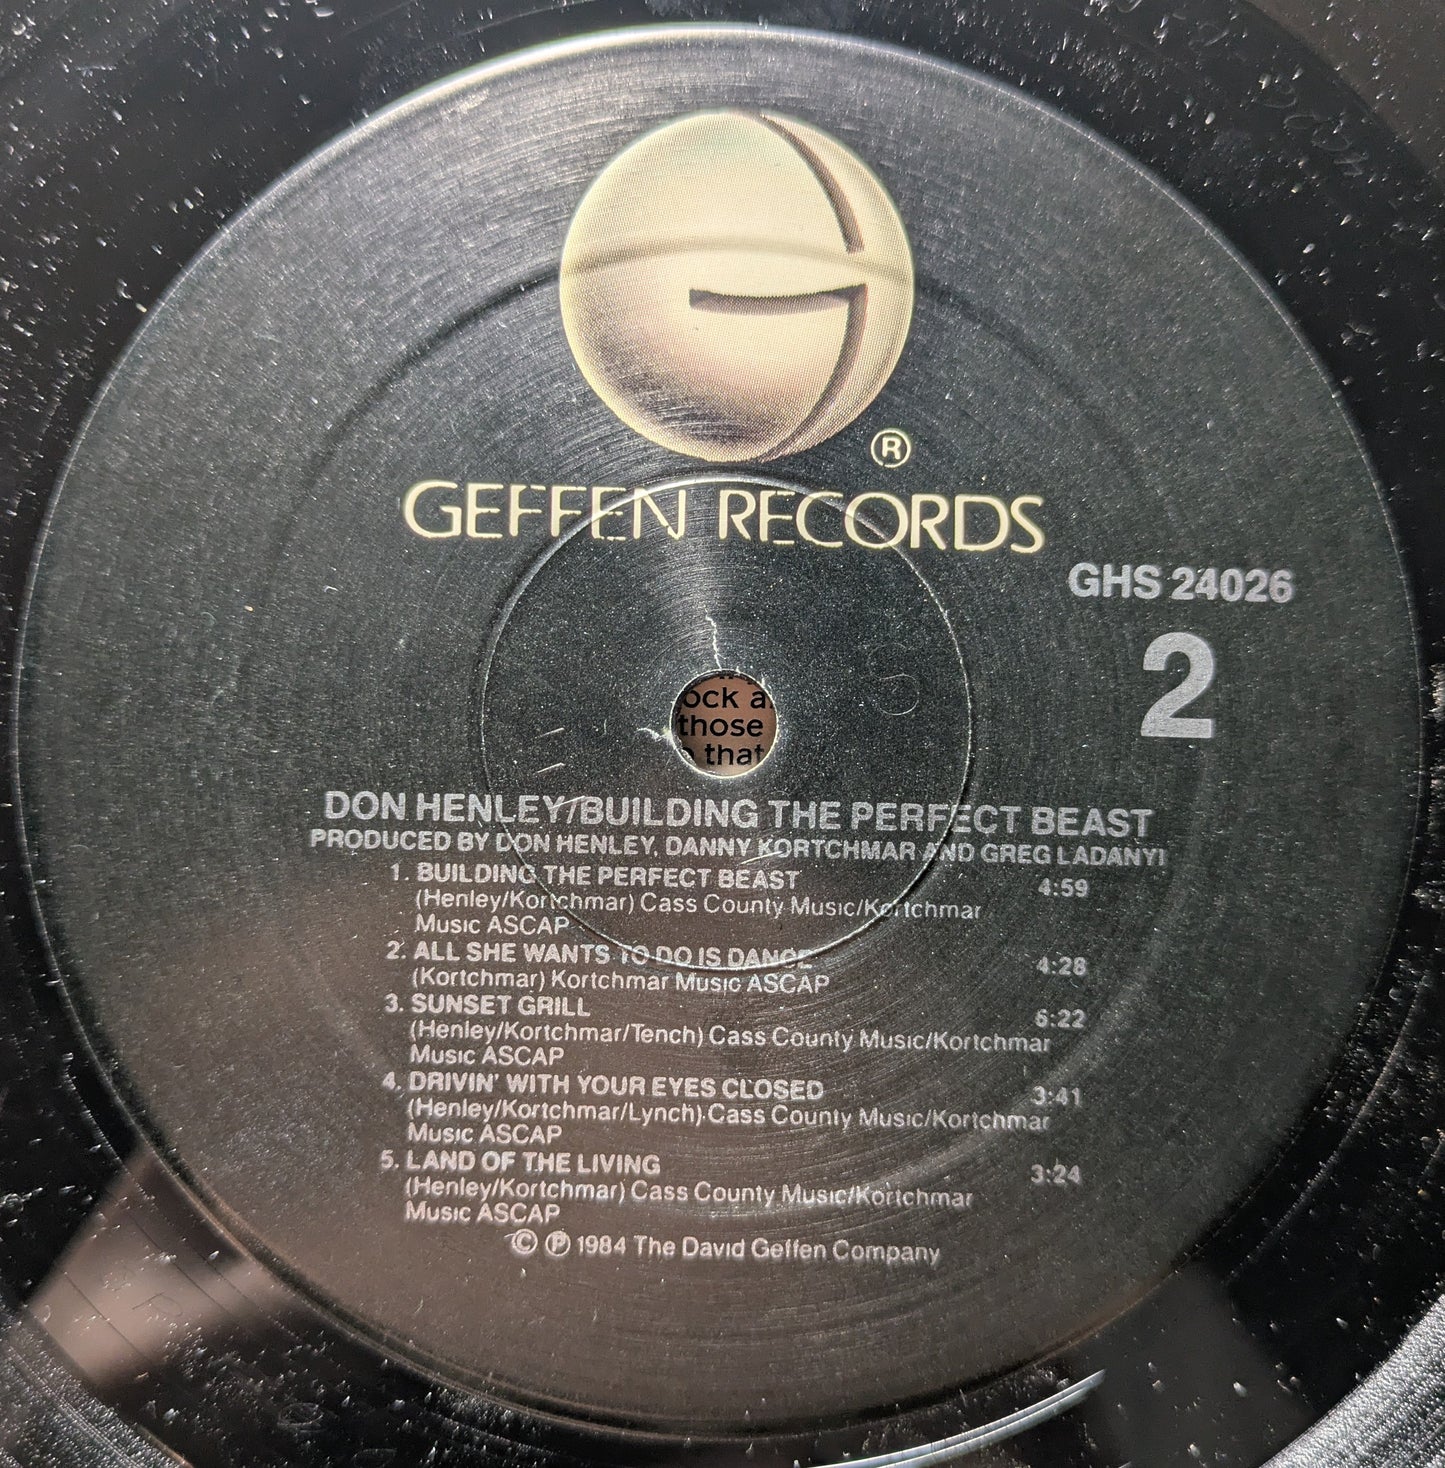 ®
GEFFEN RECORDS
GHS 24026
2
ock a
those
that
DON HENLEY/BUILDING THE PERFECT BEAST
PRODUCED BY DON HENLEY, DANNY KORTCHMAR AND GREG LADANYI
1. BUILDING THE PERFECT BEAST 4:59
(Henley/Kortchmar) Cass County Music/Kortchmar
Music ASCAP
2. ALL SHE WANTS TO DO IS DANCE 4:28
(Kortchmar) Kortchmar Music ASCAP
3. SUNSET GRILL 6:22
(Henley/Kortchmar/Tench) Cass County Music/Kortchmar
Music ASCAP
4. DRIVIN' WITH YOUR EYES CLOSED 3:41
(Henley/Kortchmar/Lynch) Cass County Music/Kortchmar
Music ASCAP
5. LAND OF THE LIVING 3:24
(Henley/Kortchmar) Cass County Music/Kortchmar
Music ASCAP
© ℗ 1984 The David Geffen Company